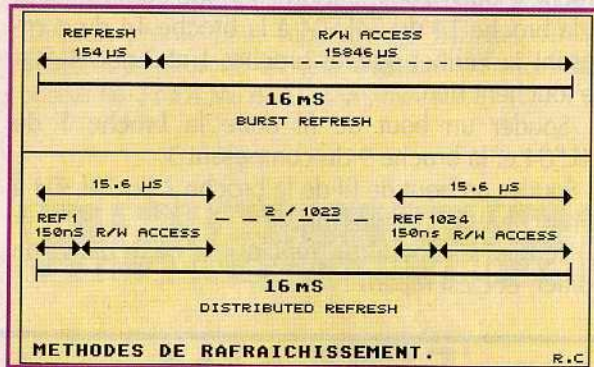 REFRESH R/W ACCESS
154 µS 15846 µS
16 mS
BURST REFRESH
15.6 µS 15.6 µS
REF 1 2 / 1023 REF 1024
150nS R/W ACCESS 150nS R/W ACCESS
16 mS
DISTRIBUTED REFRESH
METHODES DE RAFRAICHISSEMENT. R.C